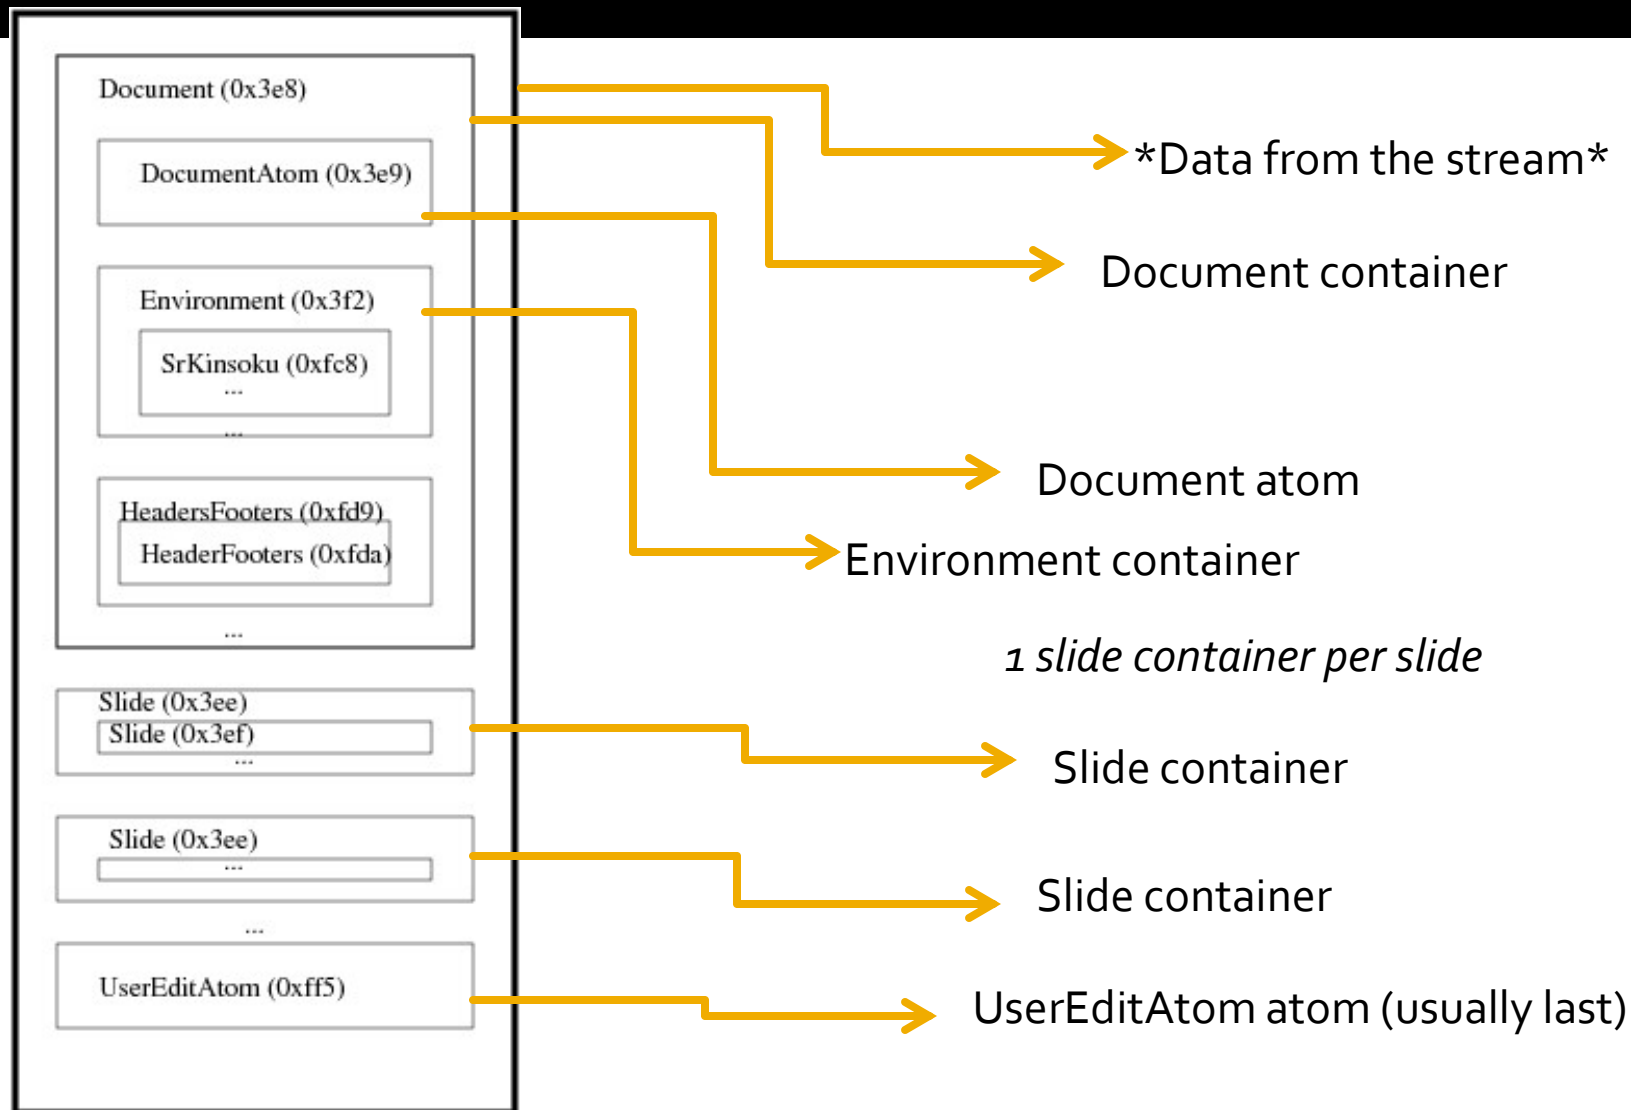 Document (0x3e8)
DocumentAtom (0x3e9)
Environment (0x3f2)
SrKinsoku (0xfc8)
...
...
HeadersFooters (0xfd9)
HeaderFooters (0xfda)
...
Slide (0x3ee)
Slide (0x3ef)
...
Slide (0x3ee)
...
...
UserEditAtom (0xff5)
*Data from the stream*
Document container
Document atom
Environment container
1 slide container per slide
Slide container
Slide container
UserEditAtom atom (usually last)